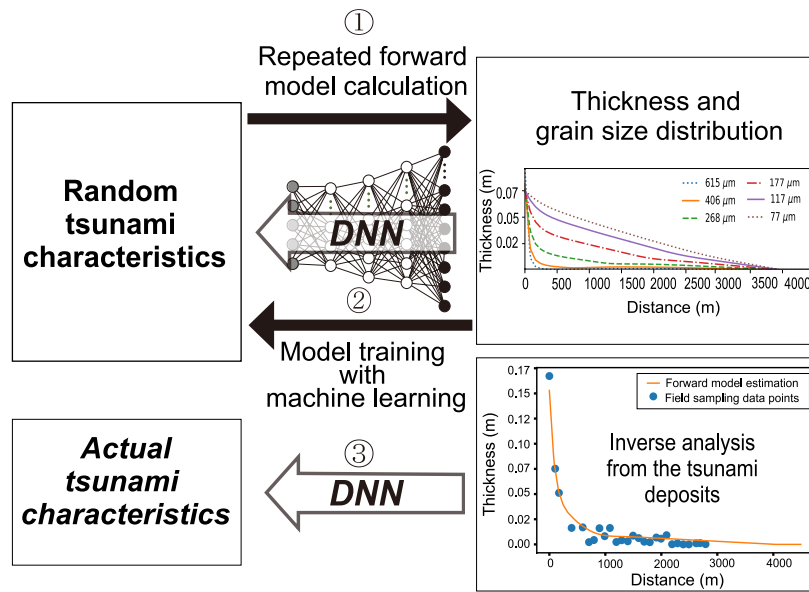 ①
Repeated forward
model calculation
Random
tsunami
characteristics
DNN
②
Model training
with
machine learning
Thickness and
grain size distribution
Thickness (m)
0.07
0.05
0.02
615 μm
406 μm
268 μm
177 μm
117 μm
77 μm
0 500 1000 1500 2000 2500 3000 3500 4000
Distance (m)
Actual
tsunami
characteristics
③
DNN
Thickness (m)
0.17
0.15
0.12
0.10
0.07
0.05
0.02
0.00
Forward model estimation
Field sampling data points
Inverse analysis
from the tsunami
deposits
0 1000 2000 3000 4000
Distance (m)